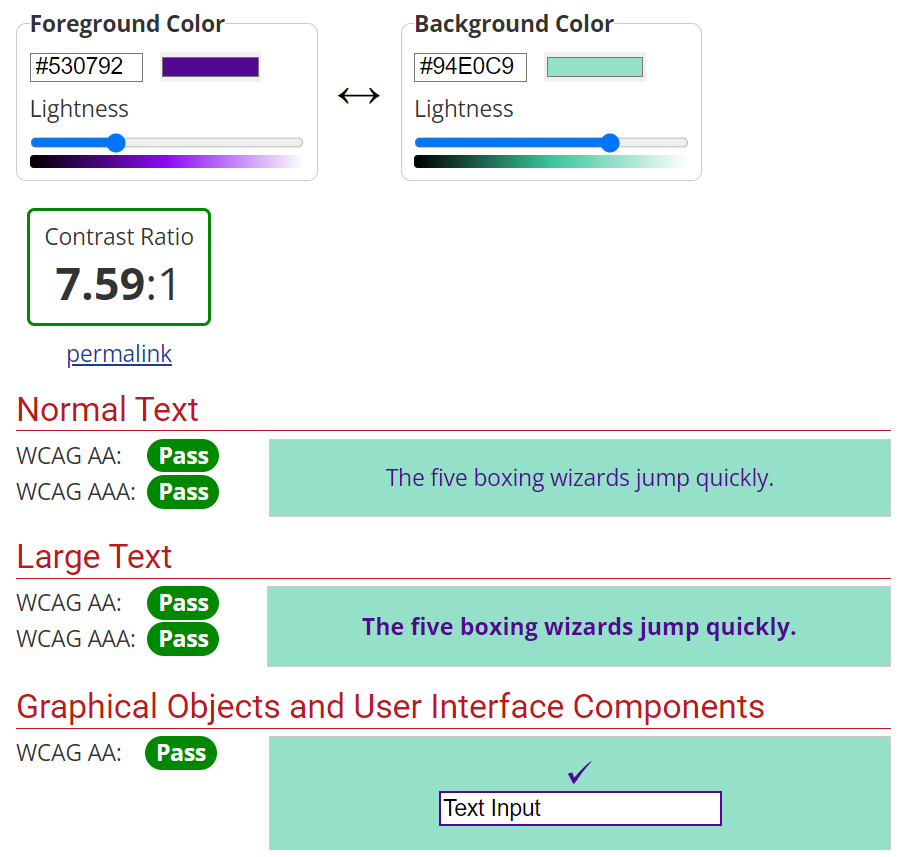 Foreground Color
Background Color
#530792
#94E0C9
Lightness
Lightness
Contrast Ratio
7.59:1
permalink
Normal Text
WCAG AA: Pass
WCAG AAA: Pass
The five boxing wizards jump quickly.
Large Text
WCAG AA: Pass
WCAG AAA: Pass
The five boxing wizards jump quickly.
Graphical Objects and User Interface Components
WCAG AA: Pass
Text Input